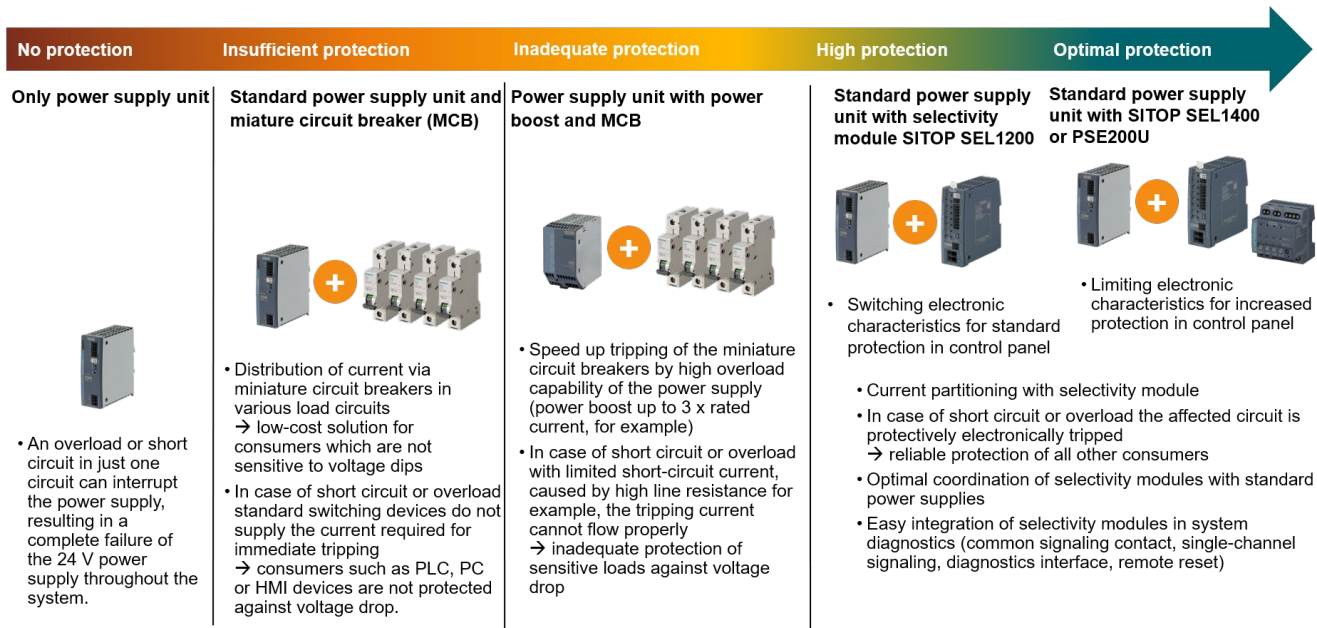 No protection
Insufficient protection
Inadequate protection
High protection
Optimal protection
Only power supply unit
Standard power supply unit and
miature circuit breaker (MCB)
Power supply unit with power
boost and MCB
Standard power supply
unit with selectivity
module SITOP SEL1200
Standard power supply
unit with SITOP SEL1400
or PSE200U
• An overload or short
circuit in just one
circuit can interrupt
the power supply,
resulting in a
complete failure of
the 24 V power
supply throughout the
system.
• Distribution of current via
miniature circuit breakers in
various load circuits
→ low-cost solution for
consumers which are not
sensitive to voltage dips
• In case of short circuit or overload
standard switching devices do not
supply the current required for
immediate tripping
→ consumers such as PLC, PC
or HMI devices are not protected
against voltage drop.
• Speed up tripping of the miniature
circuit breakers by high overload
capability of the power supply
(power boost up to 3 x rated
current, for example)
• In case of short circuit or overload
with limited short-circuit current,
caused by high line resistance for
example, the tripping current
cannot flow properly
→ inadequate protection of
sensitive loads against voltage
drop
• Switching electronic
characteristics for standard
protection in control panel
• Limiting electronic
characteristics for increased
protection in control panel
• Current partitioning with selectivity module
• In case of short circuit or overload the affected circuit is
protectively electronically tripped
→ reliable protection of all other consumers
• Optimal coordination of selectivity modules with standard
power supplies
• Easy integration of selectivity modules in system
diagnostics (common signaling contact, single-channel
signaling, diagnostics interface, remote reset)